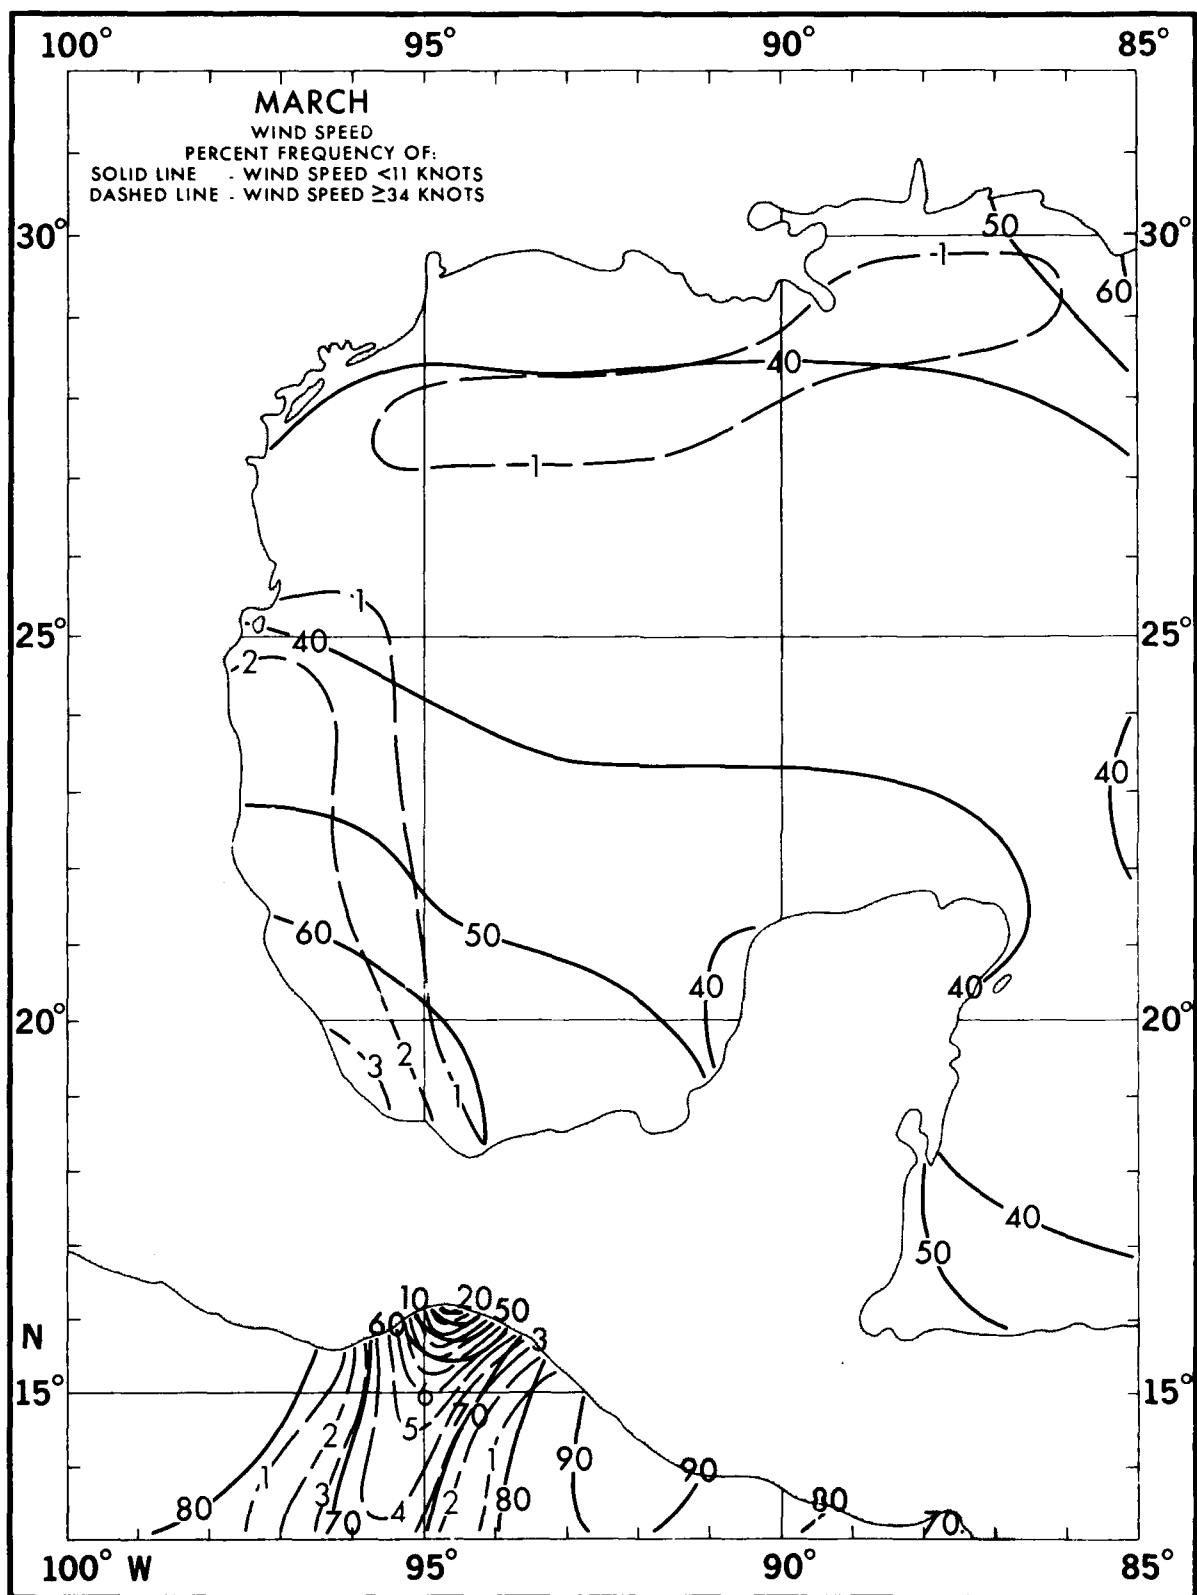 100° 95° 90° 85°
MARCH
WIND SPEED
PERCENT FREQUENCY OF:
SOLID LINE - WIND SPEED <11 KNOTS
DASHED LINE - WIND SPEED ≥34 KNOTS
50
30° 30°
1
60
40
1
1
25° 40 25°
2
40
60 50
40 40
20° 20°
2
3
1
40
50
10 20 50
60
N 3
15° 6 15°
70
5
2
1 90
1 90
3 2 80 80
80 70 4 70
100° W 95° 90° 85°